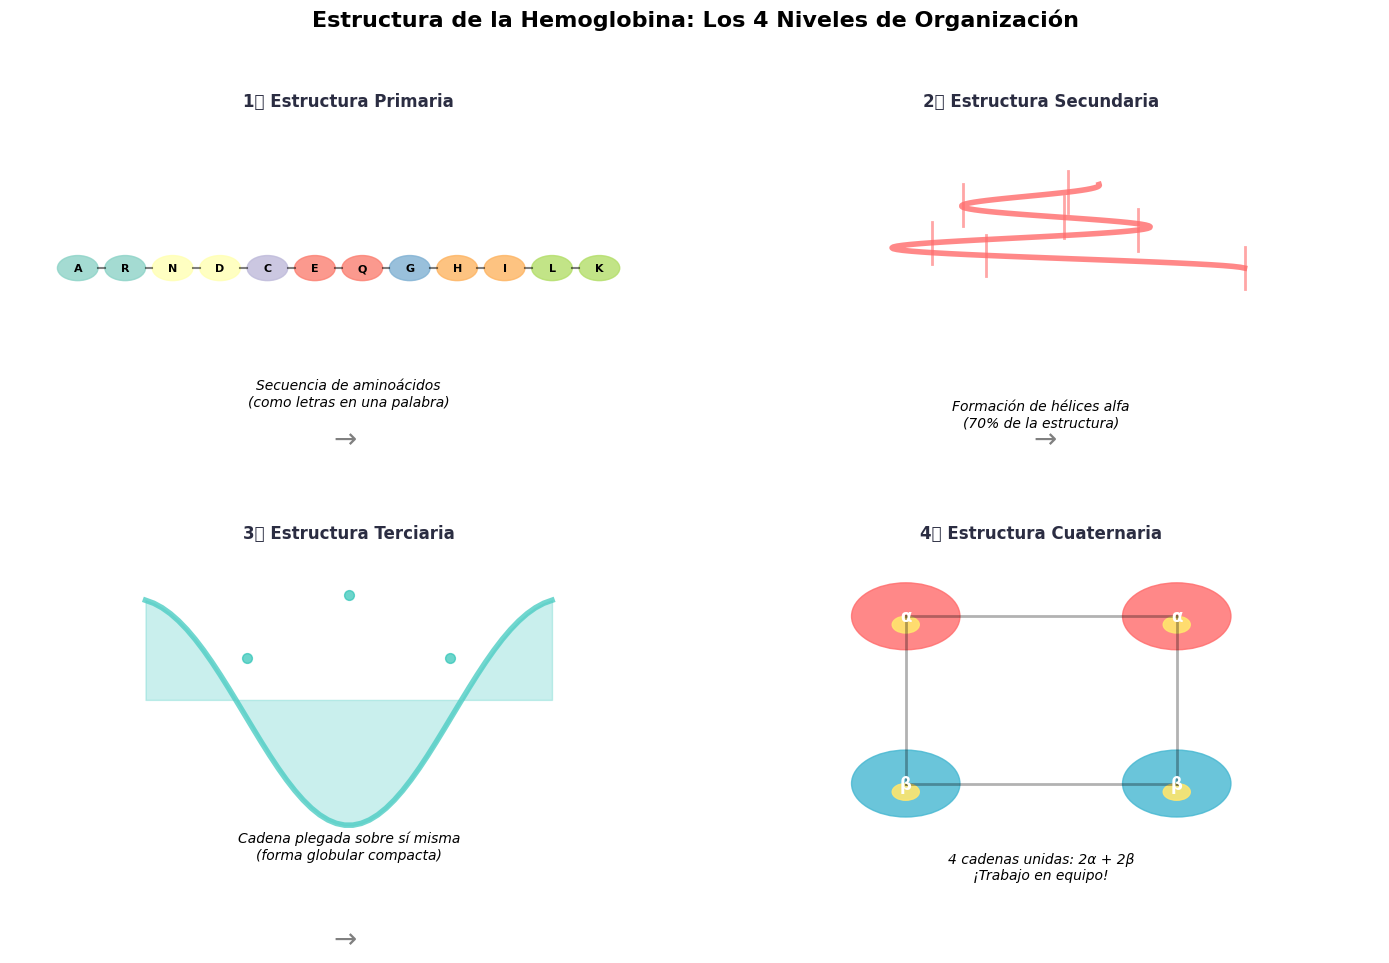 Estructura de la Hemoglobina: Los 4 Niveles de Organización
1▯ Estructura Primaria
A R N D C E Q G H I L K
Secuencia de aminoácidos
(como letras en una palabra)
→
2▯ Estructura Secundaria
Formación de hélices alfa
(70% de la estructura)
→
3▯ Estructura Terciaria
Cadena plegada sobre sí misma
(forma globular compacta)
→
4▯ Estructura Cuaternaria
α α
β β
4 cadenas unidas: 2α + 2β
¡Trabajo en equipo!